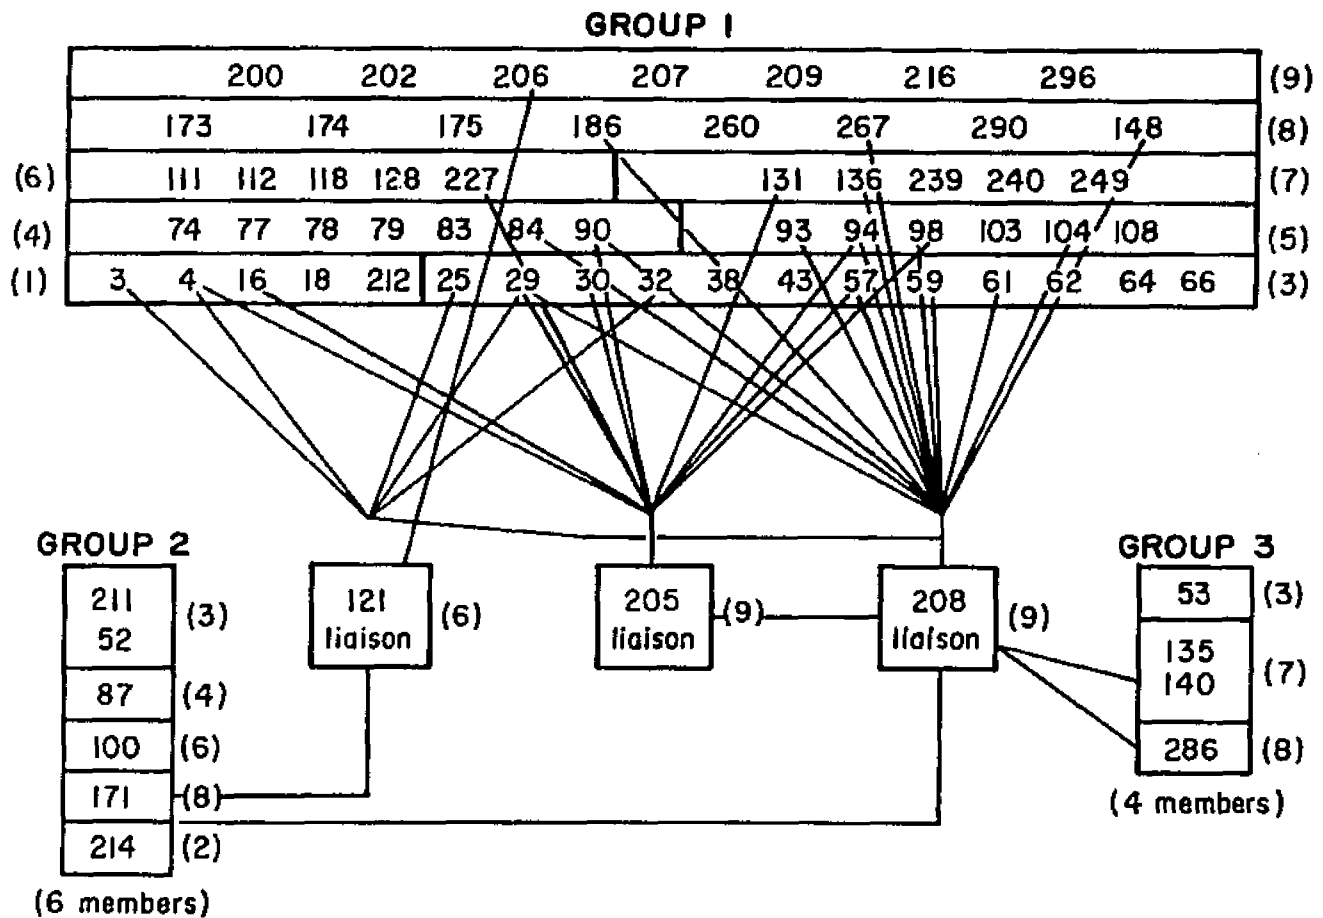 GROUP 1
200 202 206 207 209 216 296 (9)
173 174 175 186 260 267 290 148 (8)
(6) 111 112 118 128 227 131 136 239 240 249 (7)
(4) 74 77 78 79 83 84 90 93 94 98 103 104 108 (5)
(1) 3 4 16 18 212 25 29 30 32 38 43 57 59 61 62 64 66 (3)
GROUP 2
211 (3)
52
87 (4)
100 (6)
171 (8)
214 (2)
(6 members)
121 (6)
liaison
205 (9)
liaison
208 (9)
liaison
GROUP 3
53 (3)
135 (7)
140
286 (8)
(4 members)